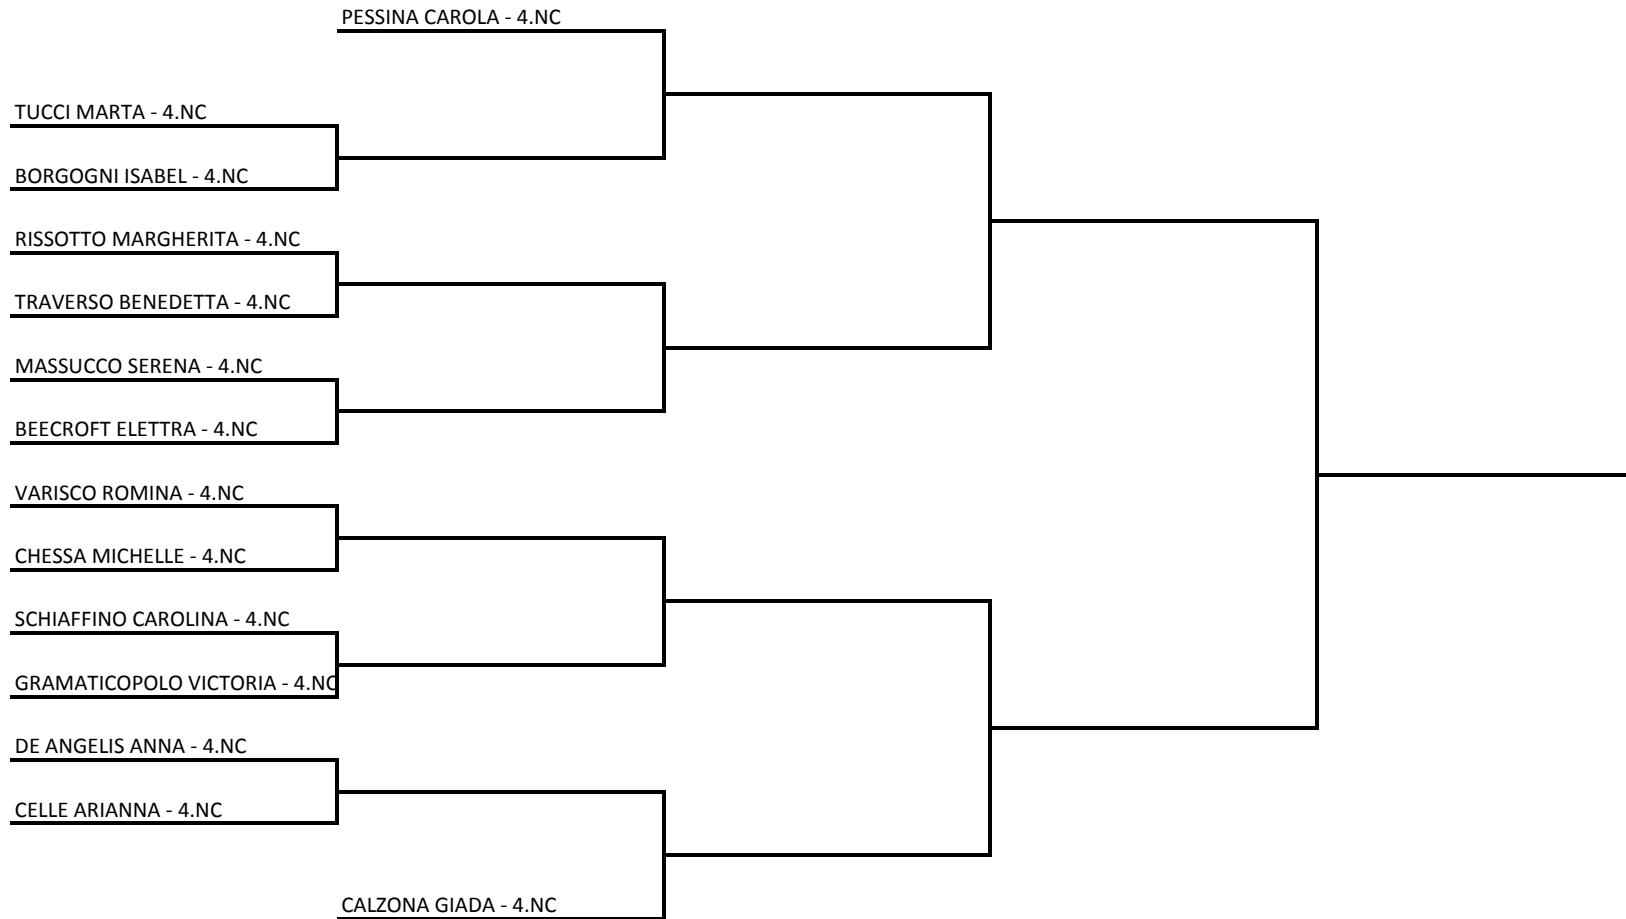 PESSINA CAROLA - 4.NC
TUCCI MARTA - 4.NC
BORGOGNI ISABEL - 4.NC
RISSOTTO MARGHERITA - 4.NC
TRAVERSO BENEDETTA - 4.NC
MASSUCCO SERENA - 4.NC
BEECROFT ELETTRA - 4.NC
VARISCO ROMINA - 4.NC
CHESSA MICHELLE - 4.NC
SCHIAFFINO CAROLINA - 4.NC
GRAMATICOPOLO VICTORIA - 4.NC
DE ANGELIS ANNA - 4.NC
CELLE ARIANNA - 4.NC
CALZONA GIADA - 4.NC